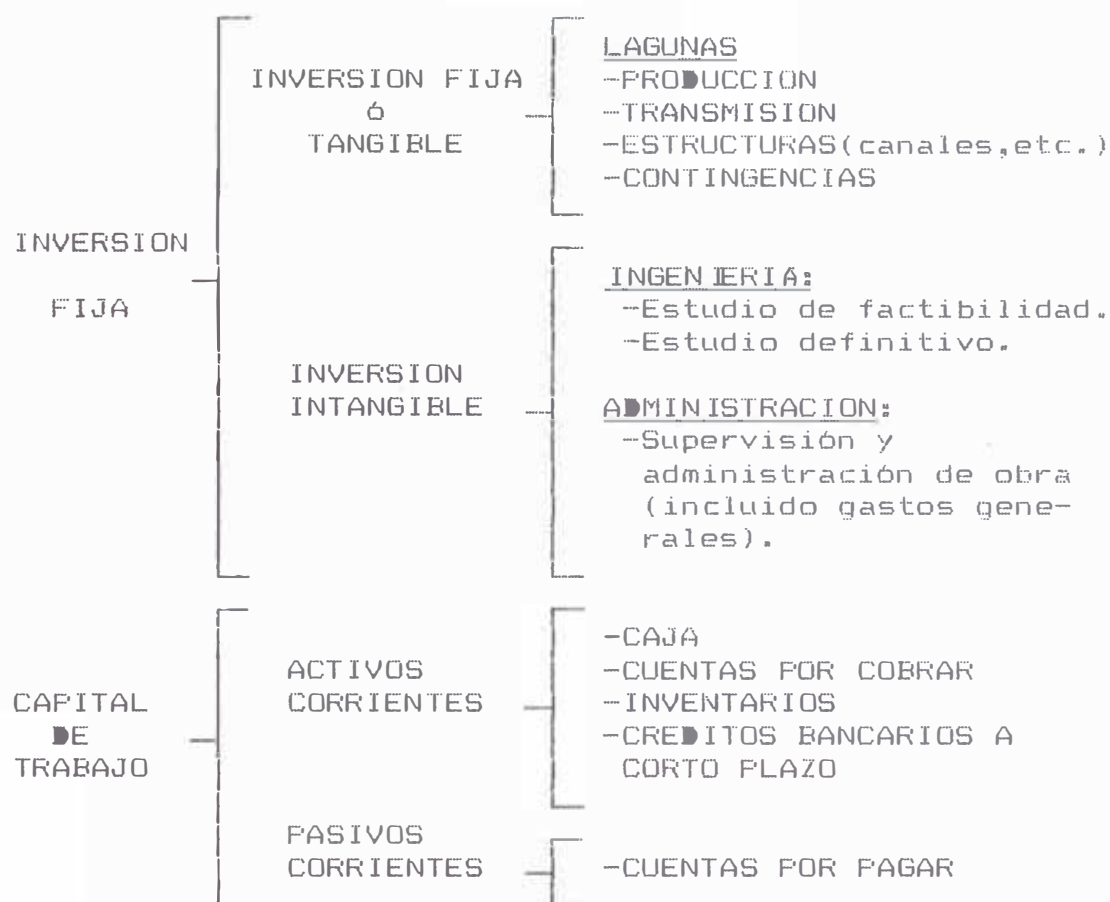 INVERSION
FIJA
INVERSION FIJA
ó
TANGIBLE
LAGUNAS
-PRODUCCION
-TRANSMISION
-ESTRUCTURAS(canales,etc.)
-CONTINGENCIAS
INVERSION
INTANGIBLE
INGENIERIA:
-Estudio de factibilidad.
-Estudio definitivo.
ADMINISTRACION:
-Supervisión y
administración de obra
(incluido gastos gene-
rales).
CAPITAL
DE
TRABAJO
ACTIVOS
CORRIENTES
-CAJA
-CUENTAS POR COBRAR
-INVENTARIOS
-CREDITOS BANCARIOS A
CORTO PLAZO
PASIVOS
CORRIENTES
-CUENTAS POR PAGAR